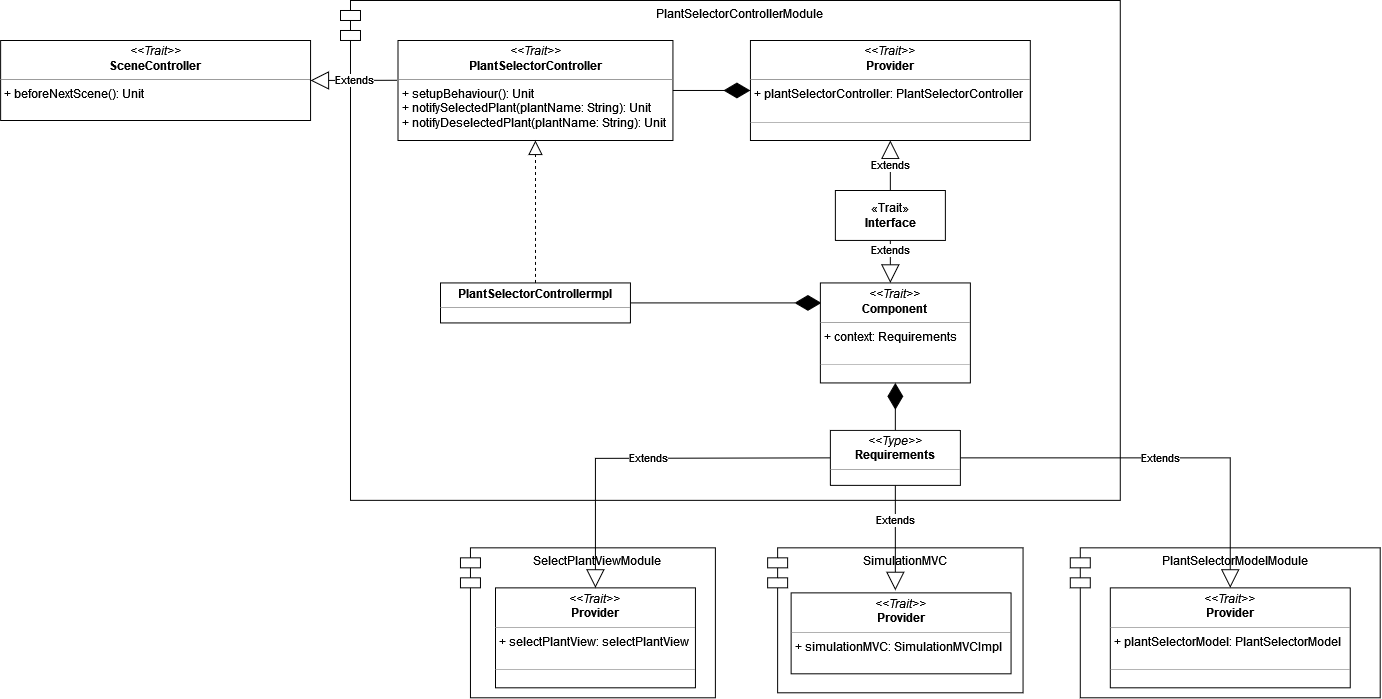 PlantSelectorControllerModule
<<Trait>>
SceneController
+ beforeNextScene(): Unit
Extends
<<Trait>>
PlantSelectorController
+ setupBehaviour(): Unit
+ notifySelectedPlant(plantName: String): Unit
+ notifyDeselectedPlant(plantName: String): Unit
<<Trait>>
Provider
+ plantSelectorController: PlantSelectorController
Extends
«Trait»
Interface
Extends
PlantSelectorControllermpl
<<Trait>>
Component
+ context: Requirements
<<Type>>
Requirements
Extends
Extends
Extends
SelectPlantViewModule
<<Trait>>
Provider
+ selectPlantView: selectPlantView
SimulationMVC
<<Trait>>
Provider
+ simulationMVC: SimulationMVCImpl
PlantSelectorModelModule
<<Trait>>
Provider
+ plantSelectorModel: PlantSelectorModel